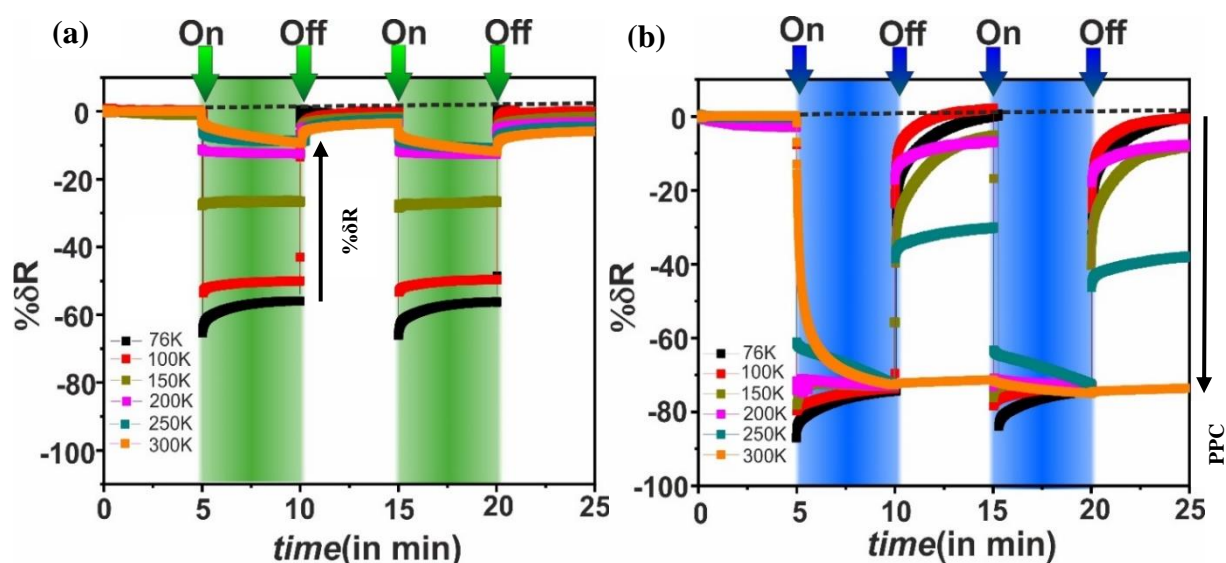 (a)
On Off On Off
0
-20
-40
-60
-80
-100
%δR
%δR
76K
100K
150K
200K
250K
300K
0 5 10 15 20 25
time(in min)
(b)
On Off On Off
0
-20
-40
-60
-80
-100
%δR
76K
100K
150K
200K
250K
300K
PPC
0 5 10 15 20 25
time(in min)